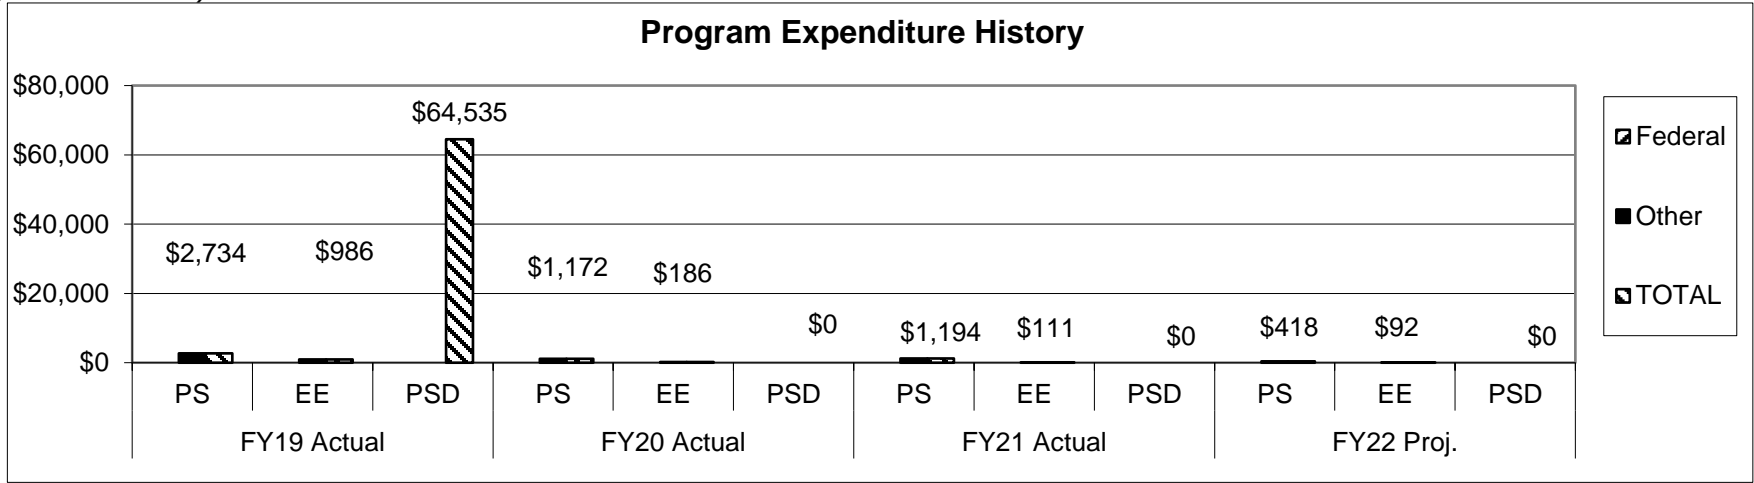 Program Expenditure History
$80,000
$60,000
$40,000
$20,000
$0
$2,734
$986
$64,535
$1,172
$186
$0
$1,194
$111
$0
$418
$92
$0
PS EE PSD PS EE PSD PS EE PSD PS EE PSD
FY19 Actual FY20 Actual FY21 Actual FY22 Proj.
Federal
Other
TOTAL